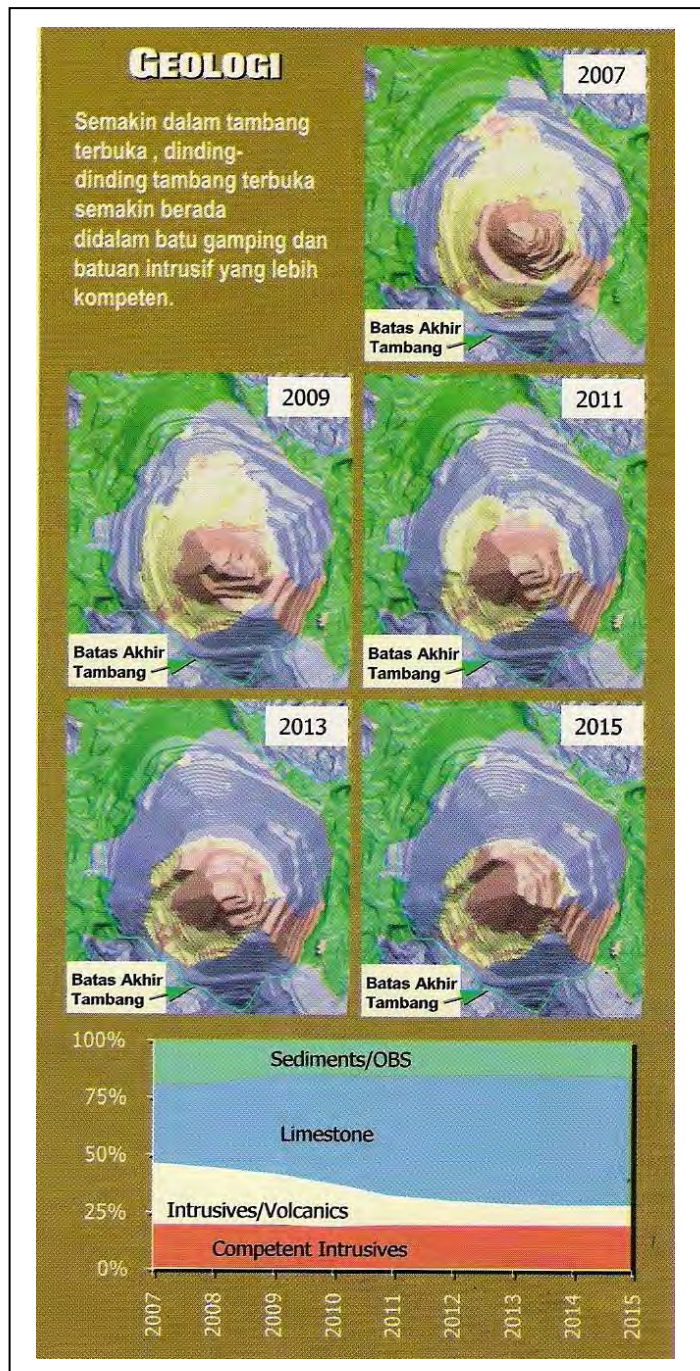 GEOLOGI
Semakin dalam tambang
terbuka , dinding-
dinding tambang terbuka
semakin berada
didalam batu gamping dan
batuan intrusif yang lebih
kompeten.
2007
Batas Akhir
Tambang
2009
Batas Akhir
Tambang
2011
Batas Akhir
Tambang
2013
Batas Akhir
Tambang
2015
Batas Akhir
Tambang
100%
75%
50%
25%
0%
Sediments/OBS
Limestone
Intrusives/Volcanics
Competent Intrusives
2007
2008
2009
2010
2011
2012
2013
2014
2015